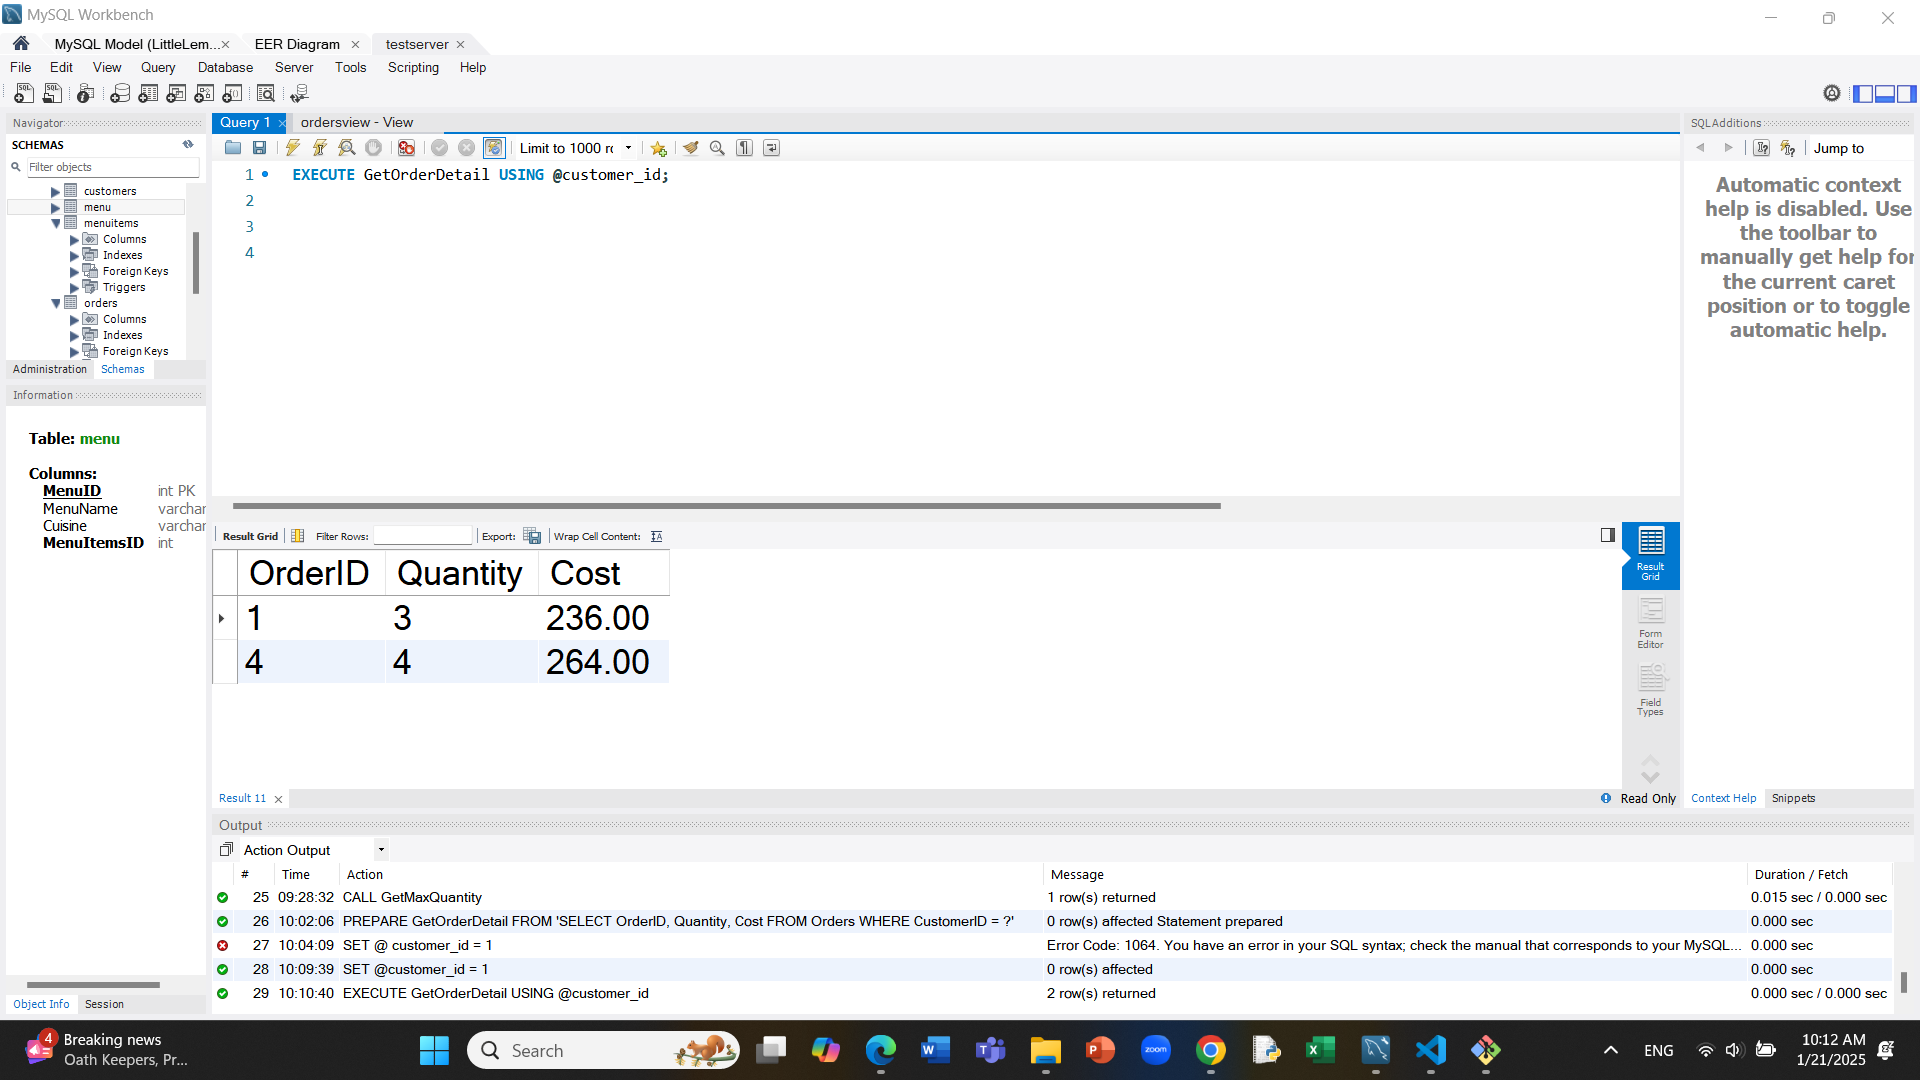 MySQL Workbench
MySQL Model (LittleLem...× EER Diagram × testserver ×
File Edit View Query Database Server Tools Scripting Help
Navigator
SCHEMAS
Filter objects
customers
menu
menuitems
Columns
Indexes
Foreign Keys
Triggers
orders
Columns
Indexes
Foreign Keys
Administration Schemas
Information
Table: menu
Columns:
MenuID int PK
MenuName varchar
Cuisine varchar
MenuItemsID int
Object Info Session
Query 1 × ordersview - View
Limit to 1000 rc
1 EXECUTE GetOrderDetail USING @customer_id;
2
3
4
Result Grid Filter Rows: Export: Wrap Cell Content:
OrderID Quantity Cost
1 3 236.00
4 4 264.00
Result Grid
Form Editor
Field Types
Result 11 × Read Only
SQLAdditions
Jump to
Automatic context
help is disabled. Use
the toolbar to
manually get help for
the current caret
position or to toggle
automatic help.
Context Help Snippets
Output
Action Output
# Time Action Message Duration / Fetch
25 09:28:32 CALL GetMaxQuantity 1 row(s) returned 0.015 sec / 0.000 sec
26 10:02:06 PREPARE GetOrderDetail FROM 'SELECT OrderID, Quantity, Cost FROM Orders WHERE CustomerID = ?' 0 row(s) affected Statement prepared 0.000 sec
27 10:04:09 SET @ customer_id = 1 Error Code: 1064. You have an error in your SQL syntax; check the manual that corresponds to your MySQL... 0.000 sec
28 10:09:39 SET @customer_id = 1 0 row(s) affected 0.000 sec
29 10:10:40 EXECUTE GetOrderDetail USING @customer_id 2 row(s) returned 0.000 sec / 0.000 sec
4
Breaking news
Oath Keepers, Pr...
Search
zoom
ENG
10:12 AM
1/21/2025